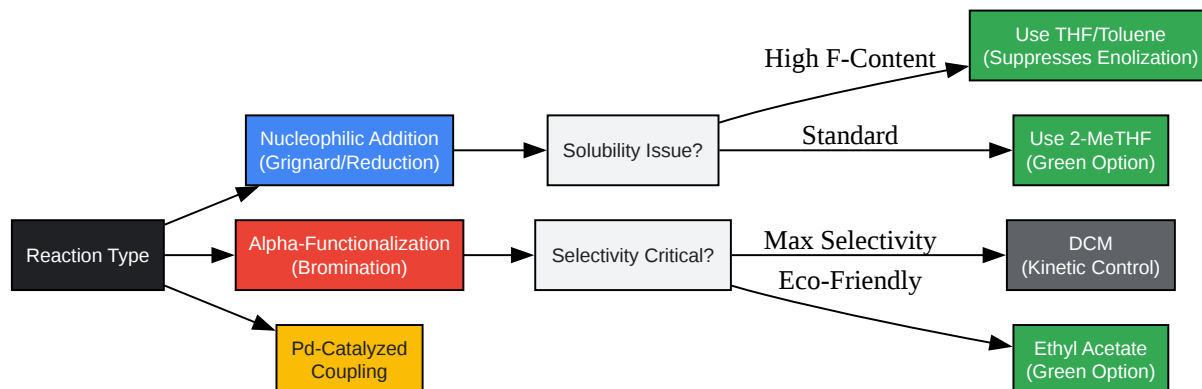 Use THF/Toluene
(Suppresses Enolization)
High F-Content
Nucleophilic Addition
(Grignard/Reduction)
Solubility Issue?
Standard
Use 2-MeTHF
(Green Option)
Reaction Type
Alpha-Functionalization
(Bromination)
Selectivity Critical?
Max Selectivity
DCM
(Kinetic Control)
Eco-Friendly
Pd-Catalyzed
Coupling
Ethyl Acetate
(Green Option)